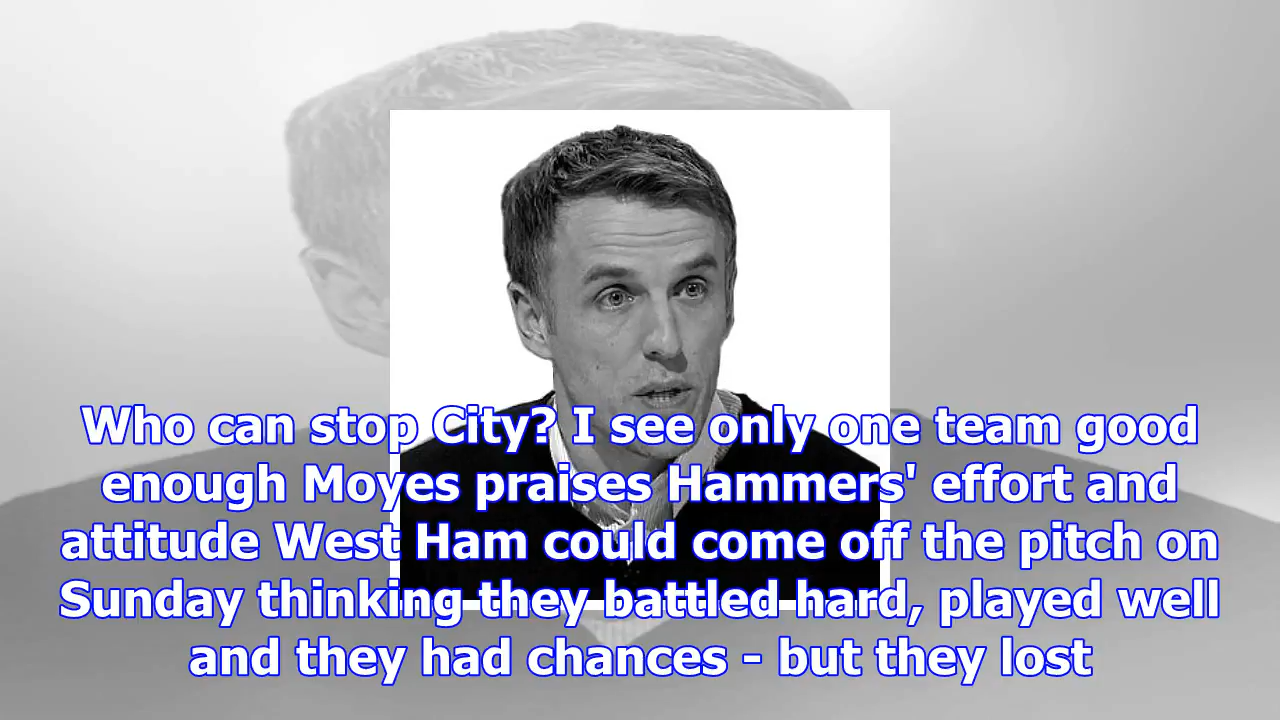 Who can stop City? I see only one team good
enough Moyes praises Hammers' effort and
attitude West Ham could come off the pitch on
Sunday thinking they battled hard, played well
and they had chances - but they lost